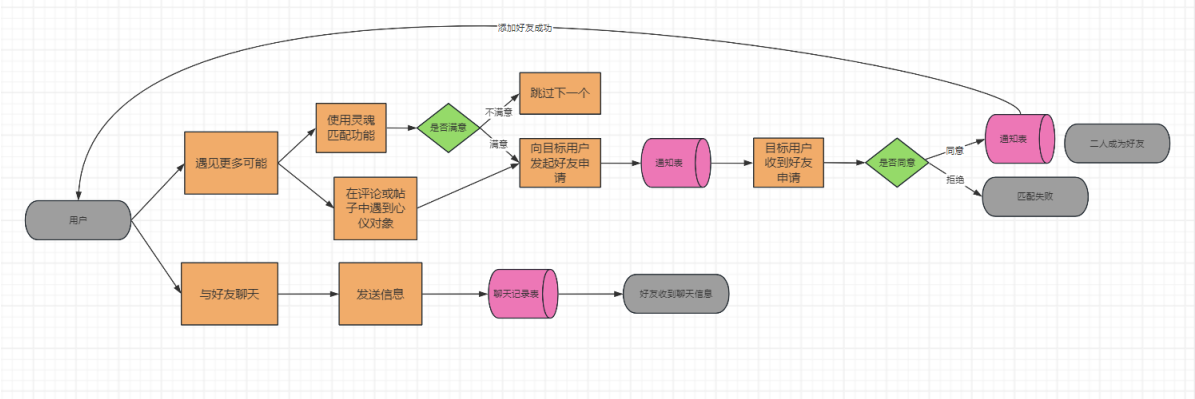 添加好友成功
跳过下一个
使用灵魂
匹配功能
是否满意
不满意
满意
遇见更多可能
向目标用户
发起好友申
请
通知表
目标用户
收到好友
申请
是否同意
同意
通知表
二人成为好友
拒绝
匹配失败
在评论或帖
子中遇到心
仪对象
用户
与好友聊天
发送信息
聊天记录表
好友收到聊天信息